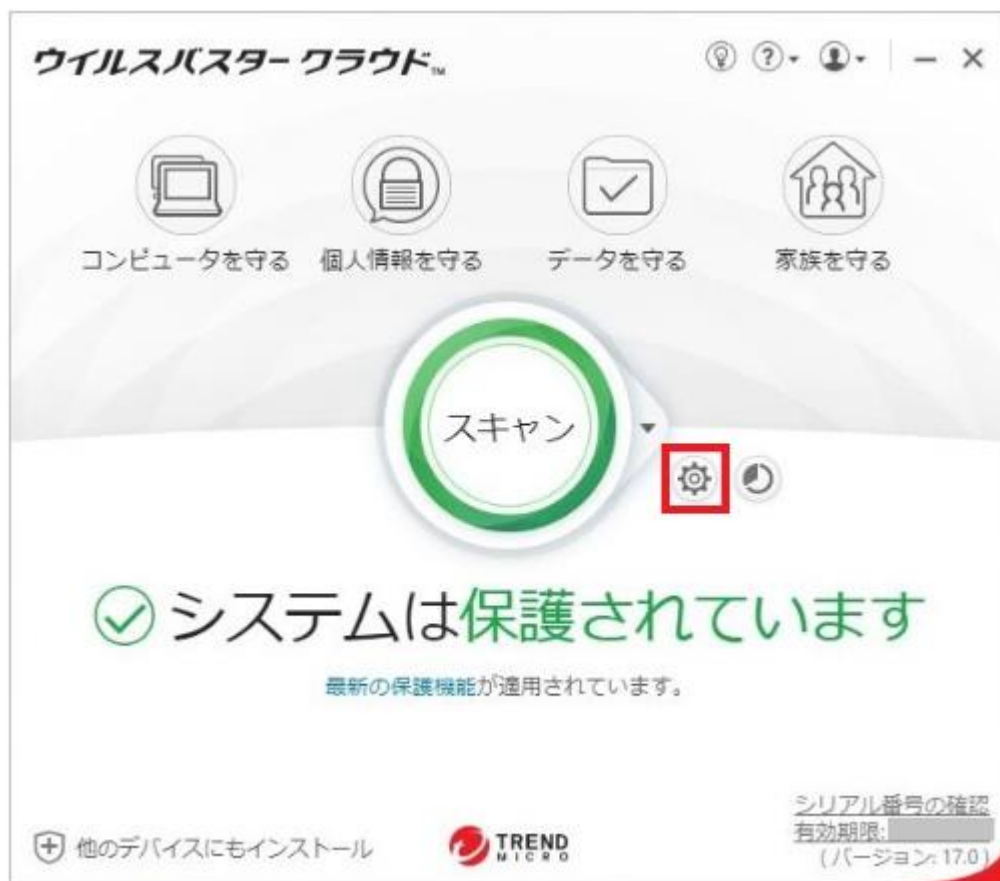 ウイルスバスター クラウド™
コンピュータを守る
個人情報を守る
データを守る
家族を守る
スキャン
システムは保護されています
最新の保護機能が適用されています。
シリアル番号の確認
有効期限:
(バージョン: 17.0)
他のデバイスにもインストール
TREND
MICRO